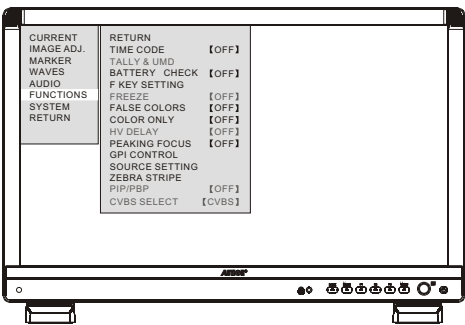 CURRENT
IMAGE ADJ.
MARKER
WAVES
AUDIO
FUNCTIONS
SYSTEM
RETURN
RETURN
TIME CODE 【OFF】
TALLY & UMD
BATTERY CHECK 【OFF】
F KEY SETTING
FREEZE 【OFF】
FALSE COLORS 【OFF】
COLOR ONLY 【OFF】
HV DELAY 【OFF】
PEAKING FOCUS 【OFF】
GPI CONTROL
SOURCE SETTING
ZEBRA STRIPE
PIP/PBP 【OFF】
CVBS SELECT 【CVBS】